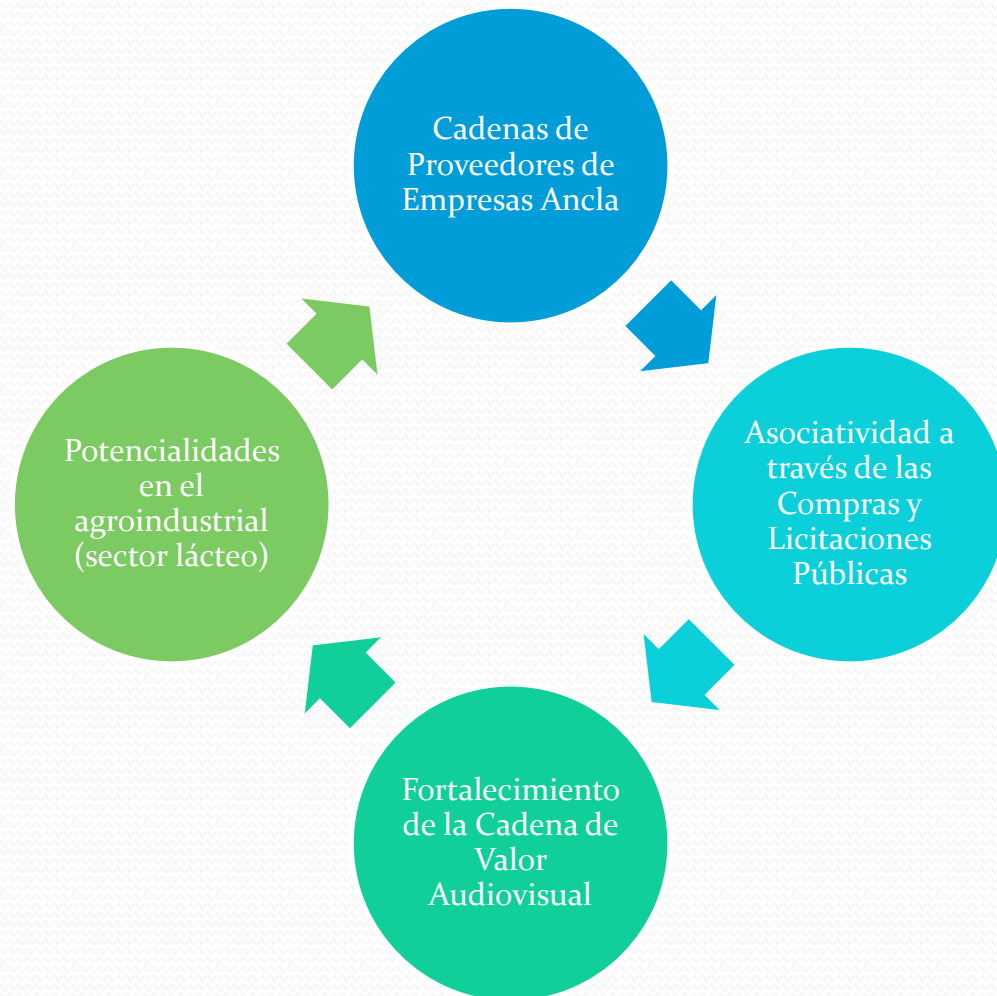 Cadenas de
Proveedores de
Empresas Ancla
Asociatividad a
través de las
Compras y
Licitaciones
Públicas
Fortalecimiento
de la Cadena de
Valor
Audiovisual
Potencialidades
en el
agroindustrial
(sector lácteo)